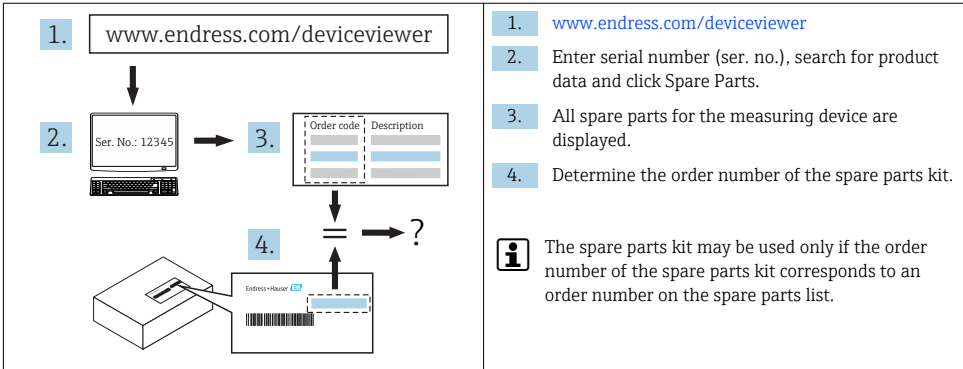 1. www.endress.com/deviceviewer
2. Ser. No.: 12345
3. Order code Description
= ?
4.
Endress+Hauser EH
1. www.endress.com/deviceviewer
2. Enter serial number (ser. no.), search for product
data and click Spare Parts.
3. All spare parts for the measuring device are
displayed.
4. Determine the order number of the spare parts kit.
i The spare parts kit may be used only if the order
number of the spare parts kit corresponds to an
order number on the spare parts list.